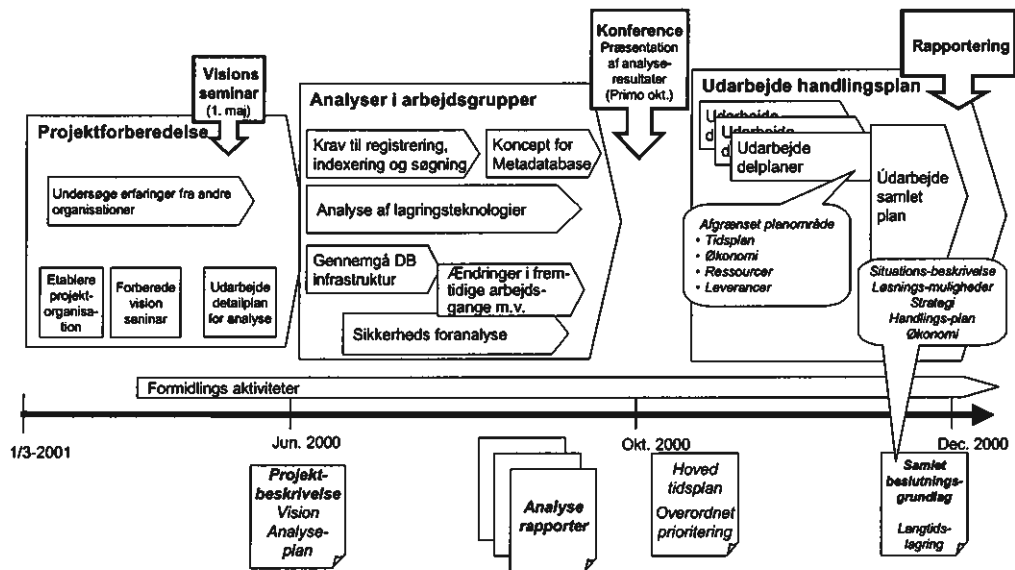 Visions
seminar
(1. maj)
Konference
Præsentation
af analyse-
resultater
(Primo okt.)
Rapportering
Projektforberedelse
Undersøge erfaringer fra andre
organisationer
Etablere
projekt-
organisa-
tion
Forberede
vision
seminar
Udarbejde
detailplan
for analyse
Analyser i arbejdsgrupper
Krav til registrering,
indexering og søgning
Koncept for
Metadatabase
Analyse af lagringsteknologier
Gennemgå DB
infrastruktur
Ændringer i frem-
tidige arbejds-
gange m.v.
Sikkerheds foranalyse
Udarbejde handlingsplan
Udarbejde
d
Udarbejde
d
Udarbejde
delplaner
Údarbejde
samlet
plan
Afgrænset planområde
• Tidsplan
• Økonomi
• Ressourcer
• Leverancer
Situations-beskrivelse
Løsnings-muligheder
Strategi
Handlings-plan
Økonomi
Formidlings aktiviteter
1/3-2001
Jun. 2000
Okt. 2000
Dec. 2000
Projekt-
beskrivelse
Vision
Analyse-
plan
Analyse
rapporter
Hoved
tidsplan
Overordnet
prioritering
Samlet
beslutnings-
grundlag
Langtids-
lagring